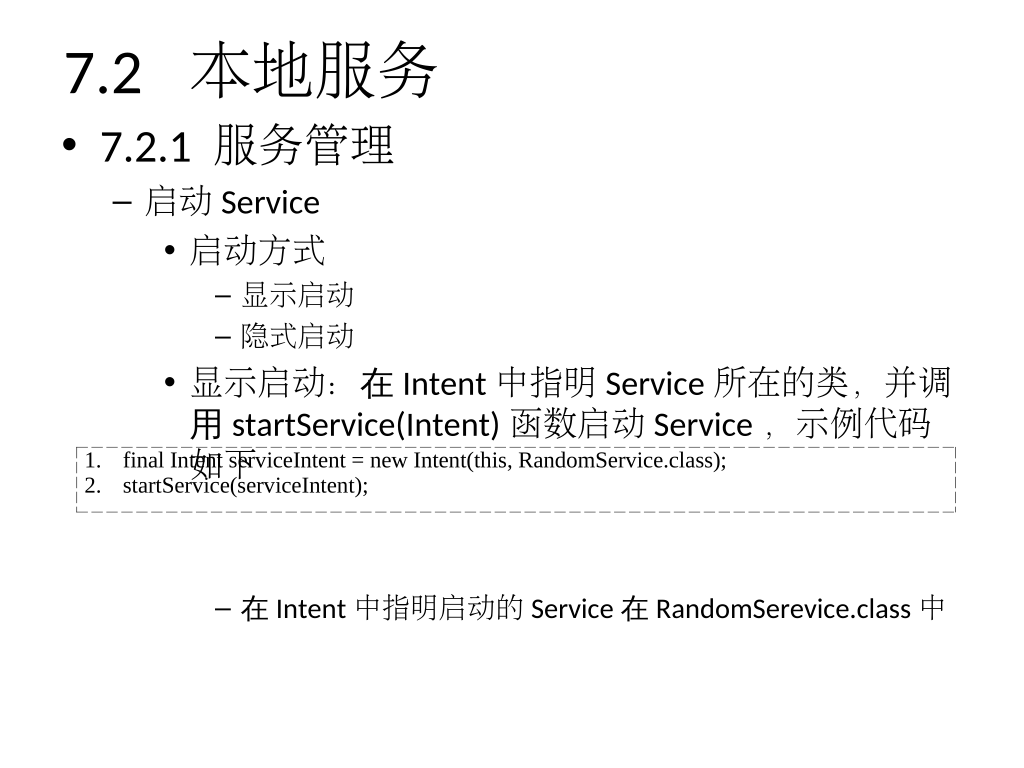 7.2 本地服务
• 7.2.1 服务管理
– 启动 Service
• 启动方式
– 显示启动
– 隐式启动
• 显示启动：在 Intent 中指明 Service 所在的类，并调
用 startService(Intent) 函数启动 Service ，示例代码
如下
1. final Intent serviceIntent = new Intent(this, RandomService.class);
2. startService(serviceIntent);
– 在 Intent 中指明启动的 Service 在 RandomSerevice.class 中